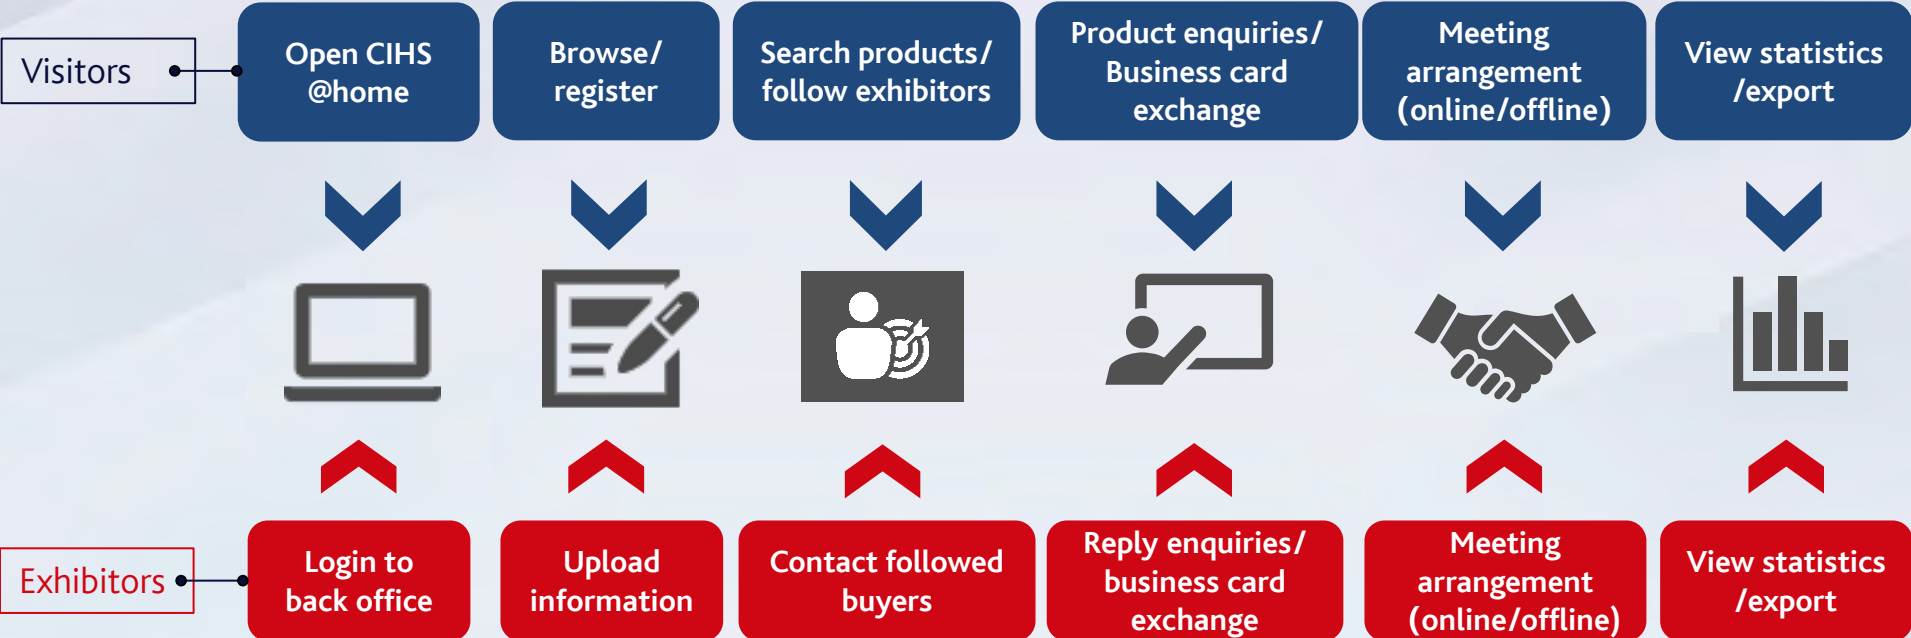 Visitors
Open CIHS
@home
Browse/
register
Search products/
follow exhibitors
Product enquiries/
Business card
exchange
Meeting
arrangement
(online/offline)
View statistics
/export
Exhibitors
Login to
back office
Upload
information
Contact followed
buyers
Reply enquiries/
business card
exchange
Meeting
arrangement
(online/offline)
View statistics
/export